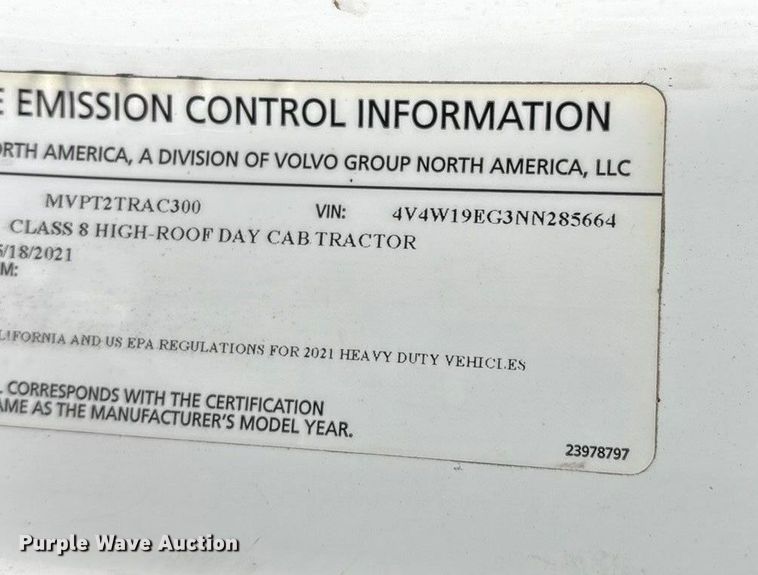 EMISSION CONTROL INFORMATION
RTH AMERICA, A DIVISION OF VOLVO GROUP NORTH AMERICA, LLC
MVPT2TRAC300 VIN: 4V4W19EG3NN285664
CLASS 8 HIGH-ROOF DAY CAB TRACTOR
/18/2021
M:
LIFORNIA AND US EPA REGULATIONS FOR 2021 HEAVY DUTY VEHICLES
CORRESPONDS WITH THE CERTIFICATION
AME AS THE MANUFACTURER'S MODEL YEAR.
23978797
Purple Wave Auction